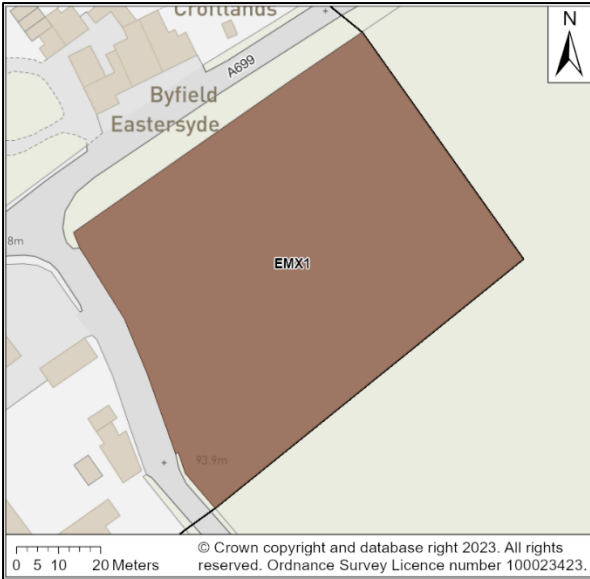 Croftlands
N
A699
Byfield
Eastersyde
8m
EMX1
93.9m
0 5 10 20 Meters
© Crown copyright and database right 2023. All rights
reserved. Ordnance Survey Licence number 100023423.